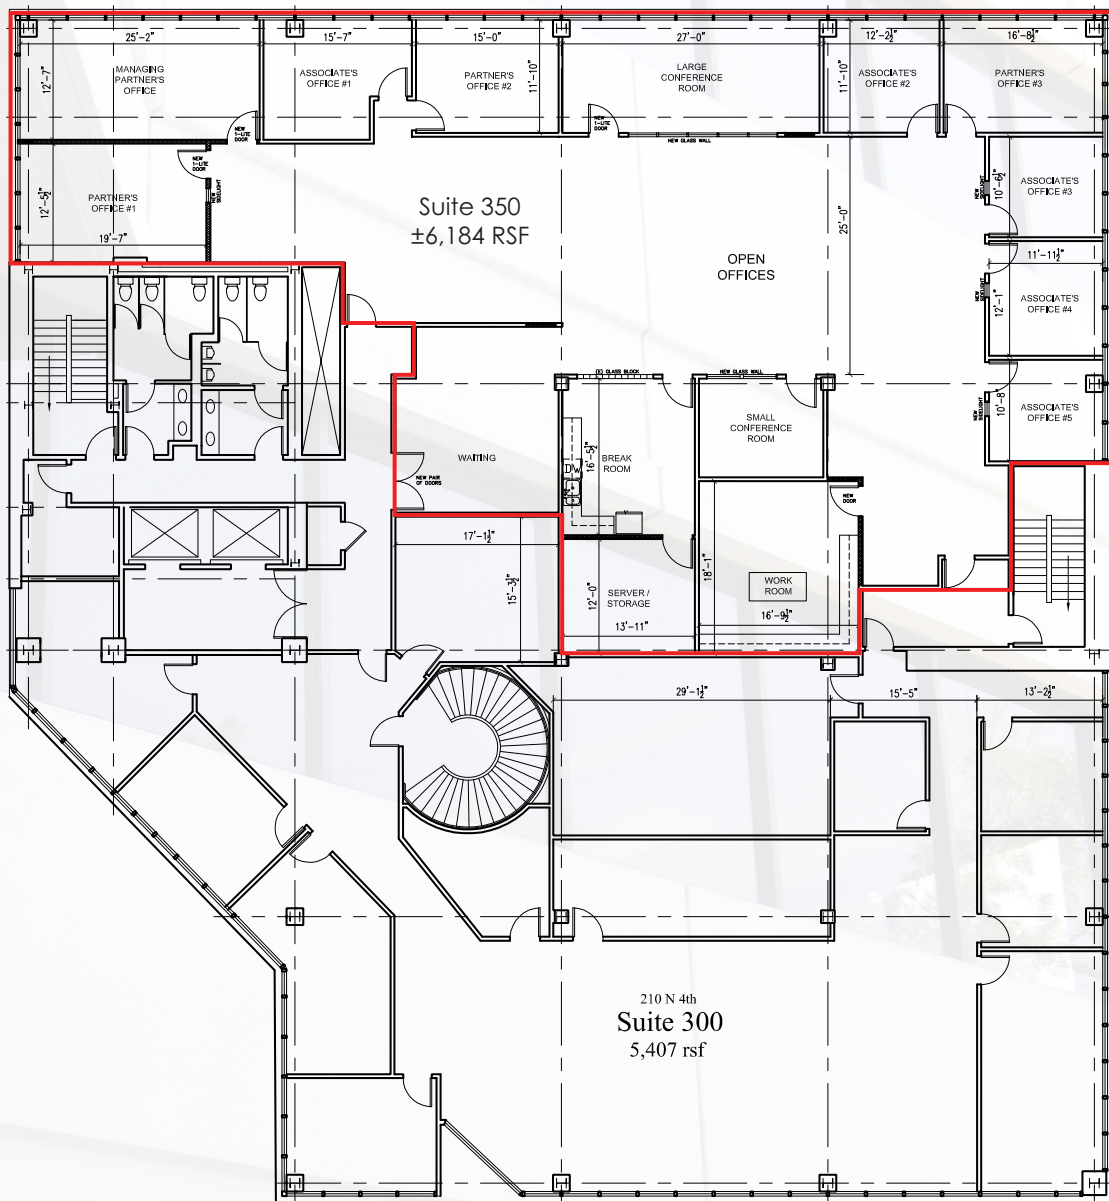 25'-2"
15'-7"
15'-0"
27'-0"
12'-2½"
16'-8½"
12'-7"
MANAGING
PARTNER'S
OFFICE
ASSOCIATE'S
OFFICE #1
PARTNER'S
OFFICE #2
11'-10"
LARGE
CONFERENCE
ROOM
11'-10"
ASSOCIATE'S
OFFICE #2
PARTNER'S
OFFICE #3
NEW
1-LITE
DOOR
NEW
1-LITE
DOOR
NEW GLASS WALL
NEW
1-LITE
DOOR
12'-5½"
PARTNER'S
OFFICE #1
NEW
SIDELIGHT
19'-7"
Suite 350
±6,184 RSF
25'-0"
NEW
SIDELIGHT
10'-6½"
ASSOCIATE'S
OFFICE #3
OPEN
OFFICES
11'-11½"
NEW
SIDELIGHT
12'-1"
ASSOCIATE'S
OFFICE #4
(E) GLASS BLOCK
NEW GLASS WALL
NEW
SIDELIGHT
10'-8"
ASSOCIATE'S
OFFICE #5
SMALL
CONFERENCE
ROOM
WAITING
16'-5½"
BREAK
ROOM
DW
NEW PAIR
OF DOORS
NEW
DOOR
17'-1½"
15'-3½"
18'-1"
12'-0"
SERVER /
STORAGE
13'-11"
WORK
ROOM
16'-9½"
29'-1½"
15'-5"
13'-2½"
210 N 4th
Suite 300
5,407 rsf